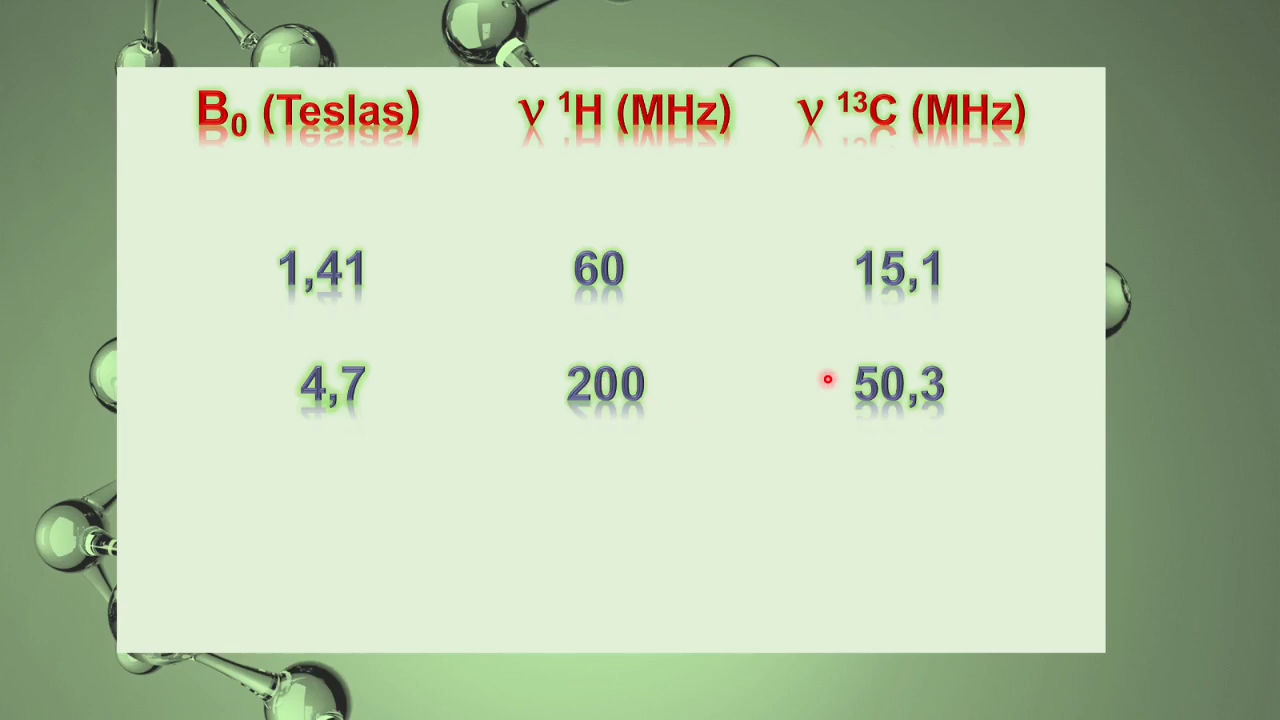 B₀ (Teslas) ν ¹H (MHz) ν ¹³C (MHz)
1,41 60 15,1
4,7 200 50,3